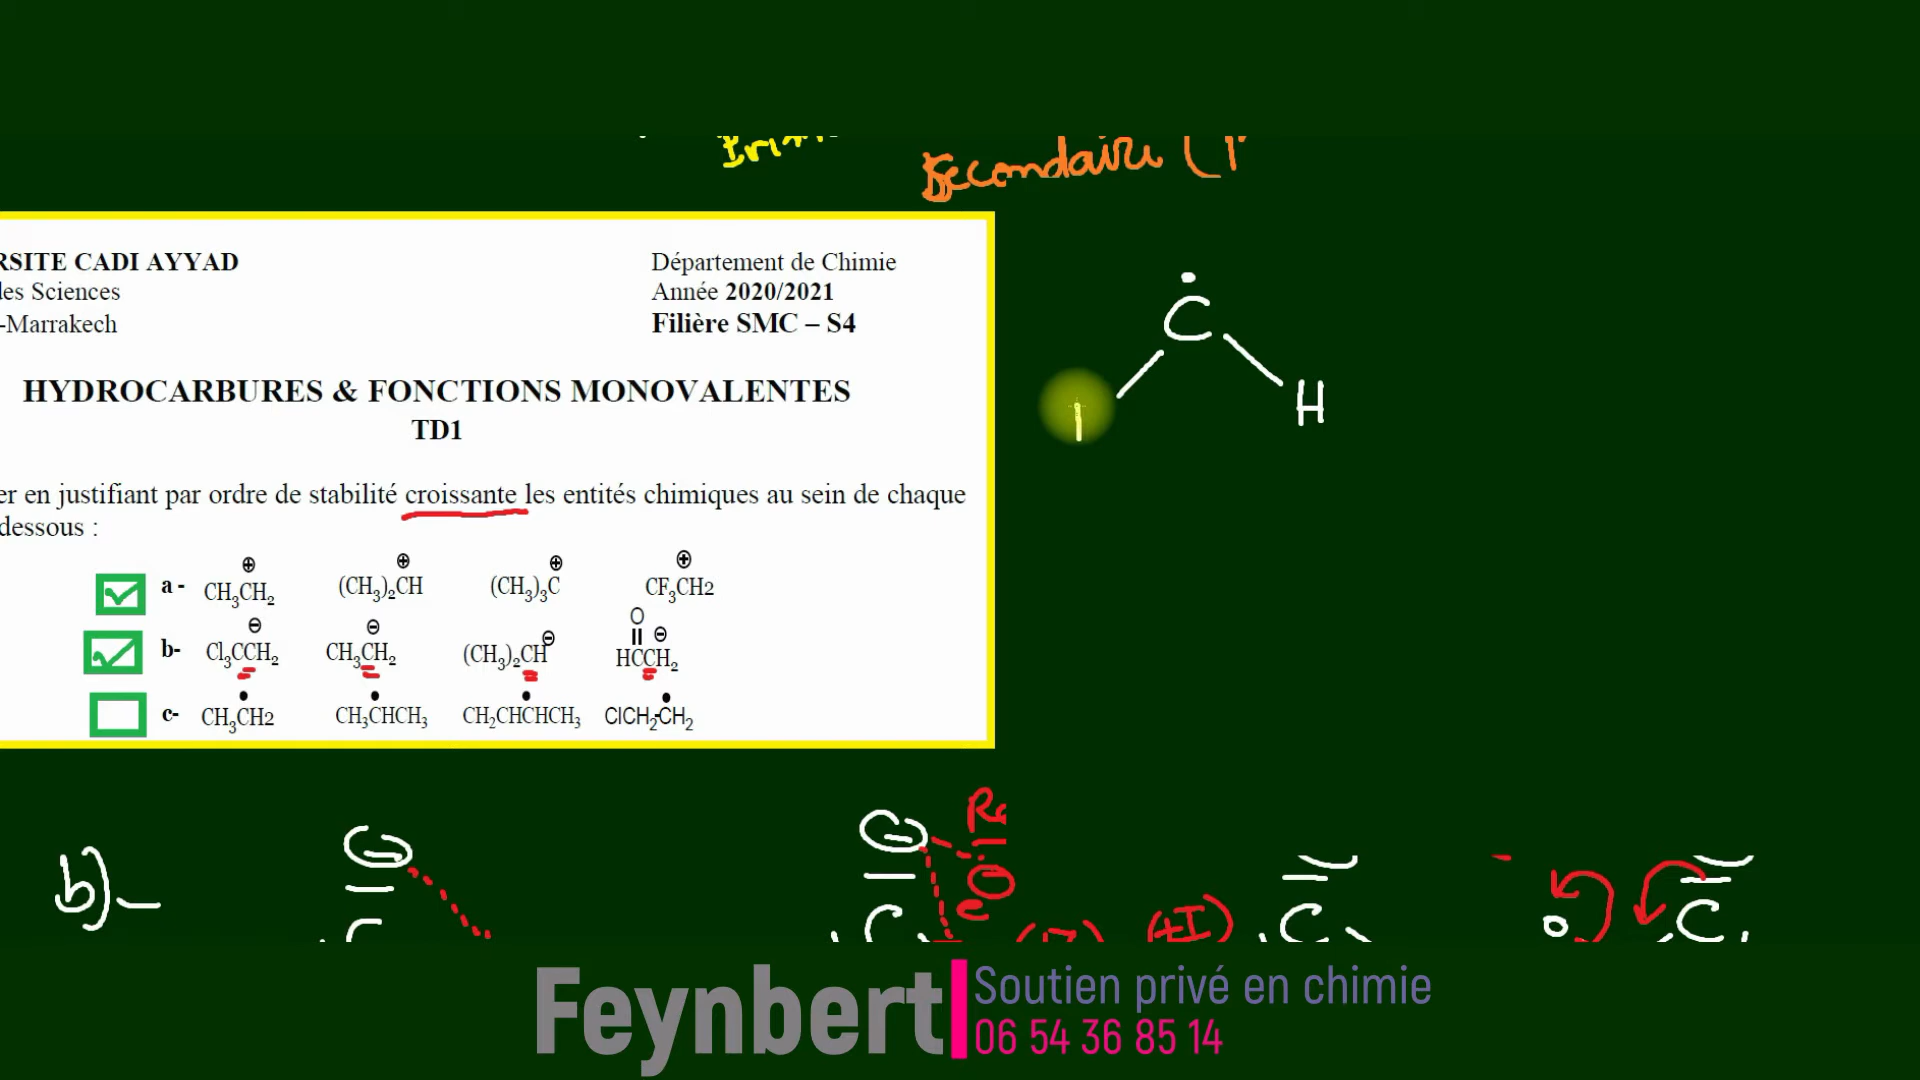 Secondaire (
RSITE CADI AYYAD
Département de Chimie
les Sciences
Année 2020/2021
-Marrakech
Filière SMC – S4
HYDROCARBURES & FONCTIONS MONOVALENTES
TD1
er en justifiant par ordre de stabilité croissante les entités chimiques au sein de chaque
dessous :
a - CH₃CH₂⊕ (CH₃)₂CH⊕ (CH₃)₃C⊕ CF₃CH2⊕
O
b- Cl₃CCH₂⊖ CH₃CH₂⊖ (CH₃)₂CH⊖ HCCH₂⊖
c- CH₃CH2• CH₃CHCH₃• CH₂CHCHCH₃• ClCH₂-CH₂•
C
H
b)-
C
C
(+I)
C
C
Feynbert
Soutien privé en chimie
06 54 36 85 14